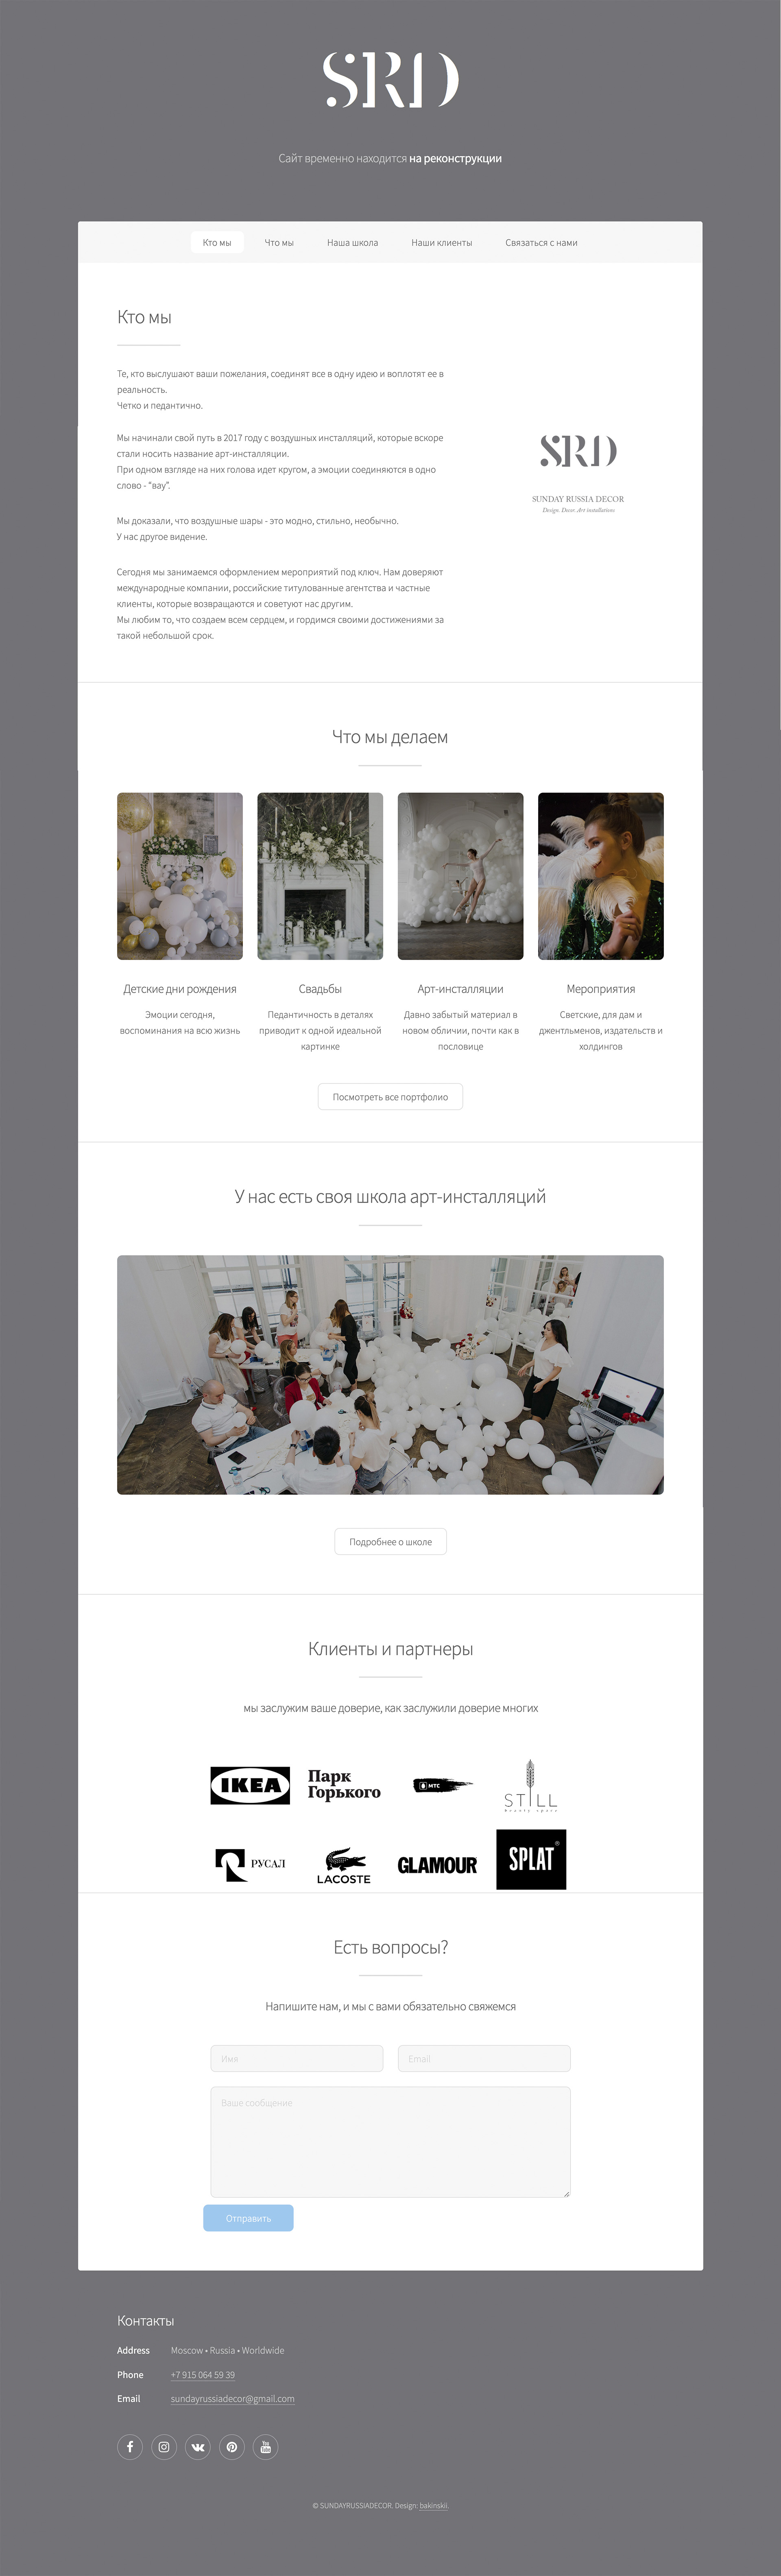 SRD
Сайт временно находится на реконструкции
Кто мы
Что мы
Наша школа
Наши клиенты
Связаться с нами
Кто мы
Те, кто выслушают ваши пожелания, соединят все в одну идею и воплотят ее в
реальность.
Четко и педантично.
Мы начинали свой путь в 2017 году с воздушных инсталляций, которые вскоре
стали носить название арт-инсталляции.
При одном взгляде на них голова идет кругом, а эмоции соединяются в одно
слово - “вау”.
Мы доказали, что воздушные шары - это модно, стильно, необычно.
У нас другое видение.
Сегодня мы занимаемся оформлением мероприятий под ключ. Нам доверяют
международные компании, российские титулованные агентства и частные
клиенты, которые возвращаются и советуют нас другим.
Мы любим то, что создаем всем сердцем, и гордимся своими достижениями за
такой небольшой срок.
SRD
SUNDAY RUSSIA DECOR
Design. Decor. Art installations.
Что мы делаем
Детские дни рождения
Эмоции сегодня,
воспоминания на всю жизнь
Свадьбы
Педантичность в деталях
приводит к одной идеальной
картинке
Арт-инсталляции
Давно забытый материал в
новом обличии, почти как в
пословице
Мероприятия
Светские, для дам и
джентльменов, издательств и
холдингов
Посмотреть все портфолио
У нас есть своя школа арт-инсталляций
Подробнее о школе
Клиенты и партнеры
мы заслужим ваше доверие, как заслужили доверие многих
IKEA
Парк
Горького
МТС
STILL
Beauty space
РУСАЛ
LACOSTE
GLAMOUR
SPLAT®
Есть вопросы?
Напишите нам, и мы с вами обязательно свяжемся
Имя
Email
Ваше сообщение
Отправить
Контакты
Address Moscow • Russia • Worldwide
Phone +7 915 064 59 39
Email sundayrussiadecor@gmail.com
You
Tube
© SUNDAYRUSSIADECOR. Design: bakinskii.